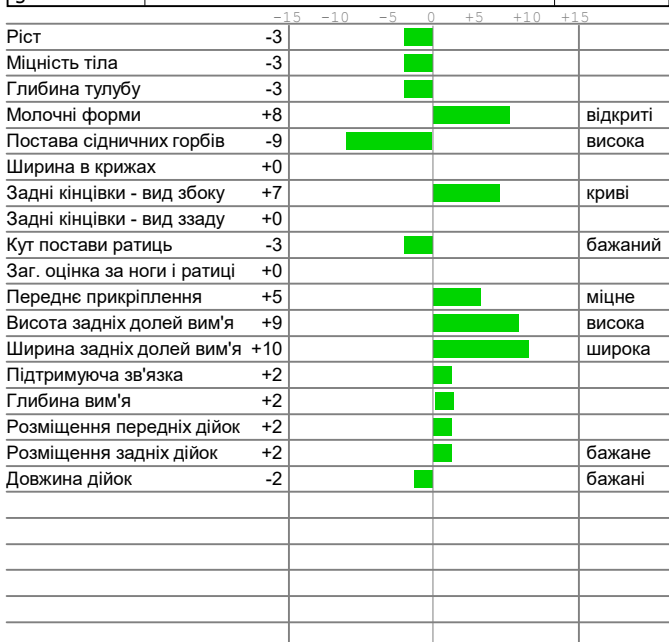 -15 -10 -5 0 +5 +10 +15
Ріст -3
Міцність тіла -3
Глибина тулубу -3
Молочні форми +8 відкриті
Постава сідничних горбів -9 висока
Ширина в крижах +0
Задні кінцівки - вид збоку +7 криві
Задні кінцівки - вид ззаду +0
Кут постави ратиць -3 бажаний
Заг. оцінка за ноги і ратиці +0
Переднє прикріплення +5 міцне
Висота задніх долей вим'я +9 висока
Ширина задніх долей вим'я +10 широка
Підтримуюча зв'язка +2
Глибина вим'я +2
Розміщення передніх дійок +2
Розміщення задніх дійок +2 бажане
Довжина дійок -2 бажані